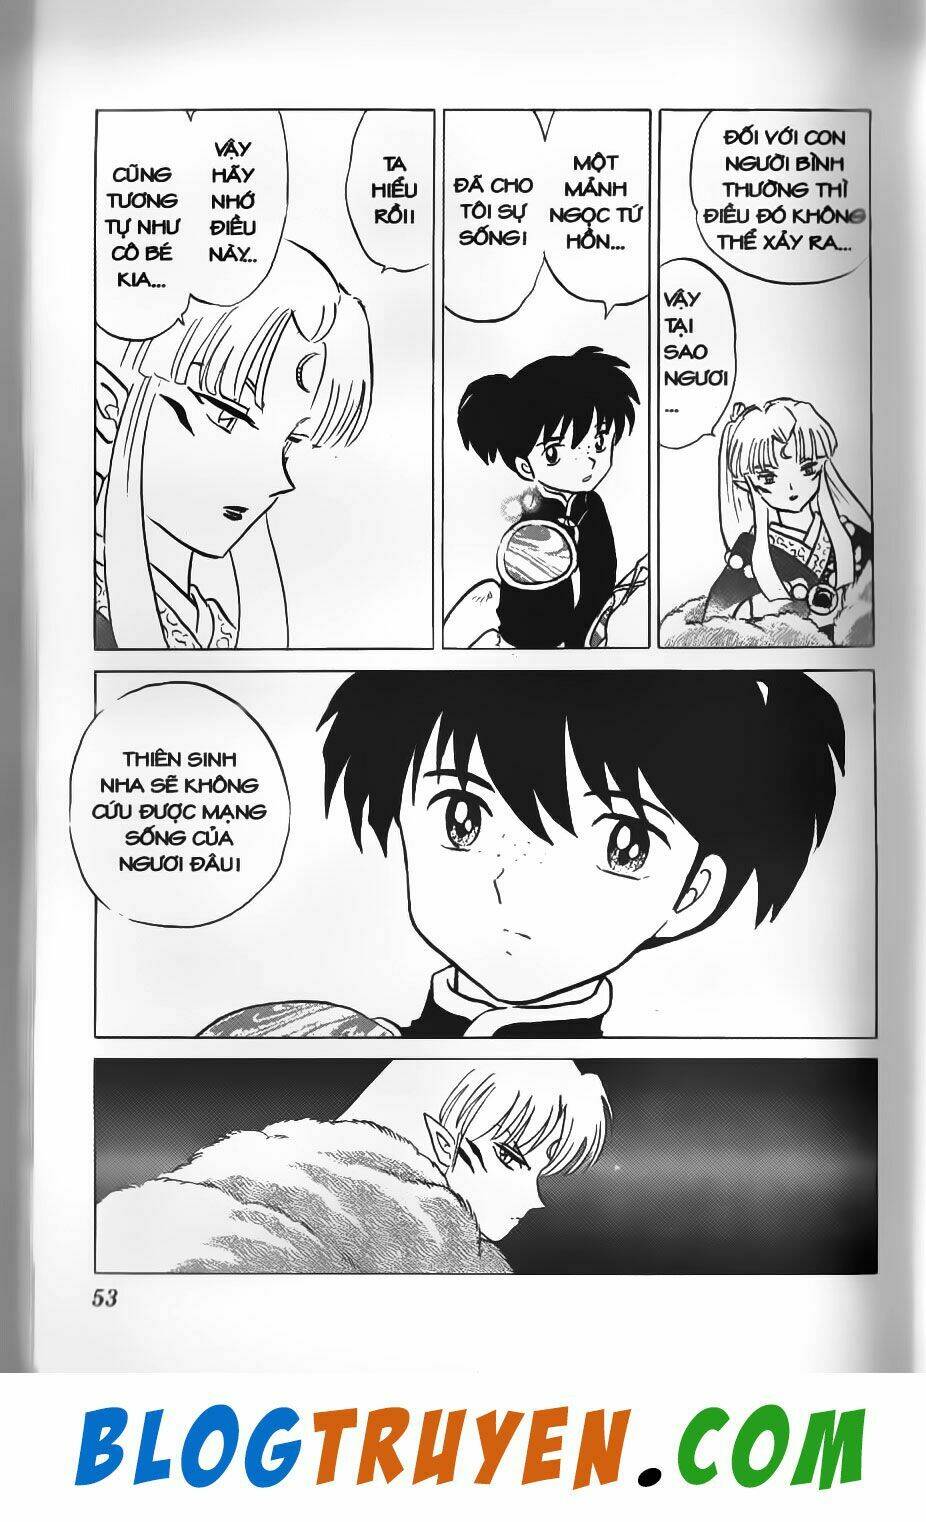 ĐỐI VỚI CON
NGƯỜI BÌNH
THƯỜNG THÌ
ĐIỀU ĐÓ KHÔNG
THỂ XẢY RA...
VẬY
TẠI
SAO
NGƯƠI
...
MỘT
MẢNH
NGỌC TỨ
HỒN...
ĐÃ CHO
TÔI SỰ
SỐNG!
TA
HIỂU
RỒI!
VẬY
HÃY
NHỚ
ĐIỀU
NÀY...
CŨNG
TƯƠNG
TỰ NHƯ
CÔ BÉ
KIA...
THIÊN SINH
NHA SẼ KHÔNG
CỨU ĐƯỢC MẠNG
SỐNG CỦA
NGƯƠI ĐÂU!
53
BLOGTRUYEN.COM